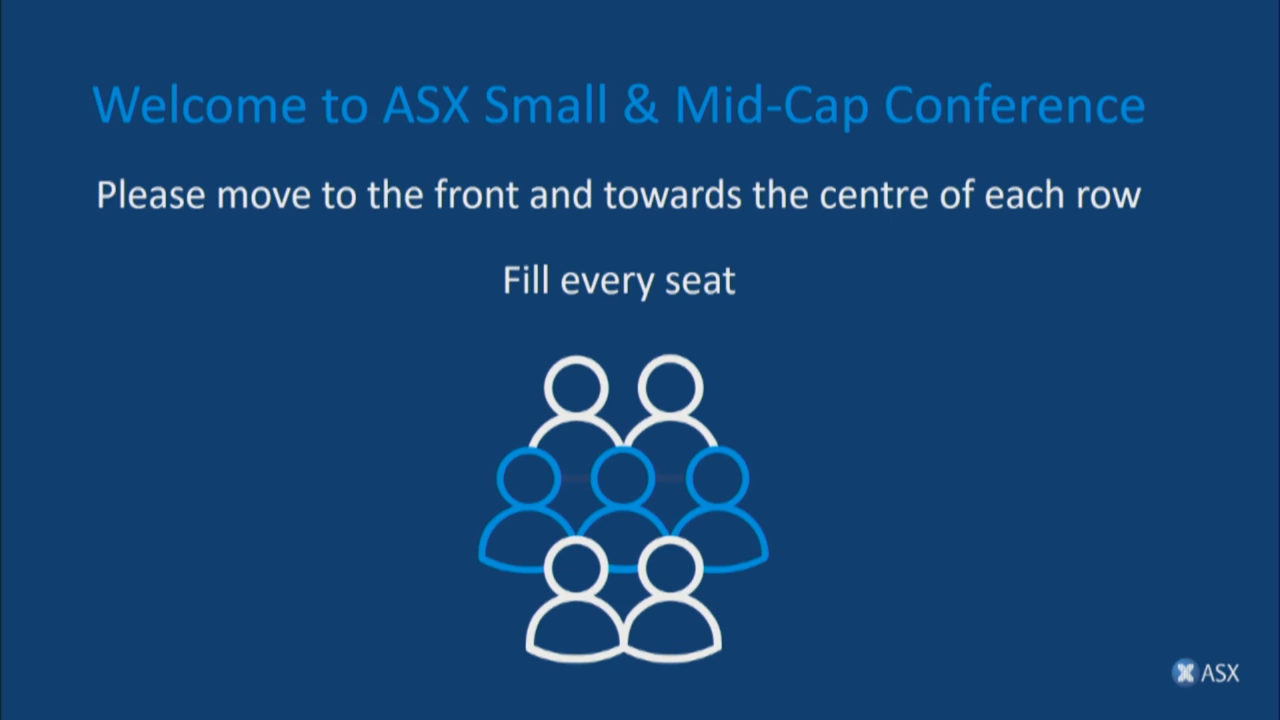 Welcome to ASX Small & Mid-Cap Conference
Please move to the front and towards the centre of each row
Fill every seat
ASX